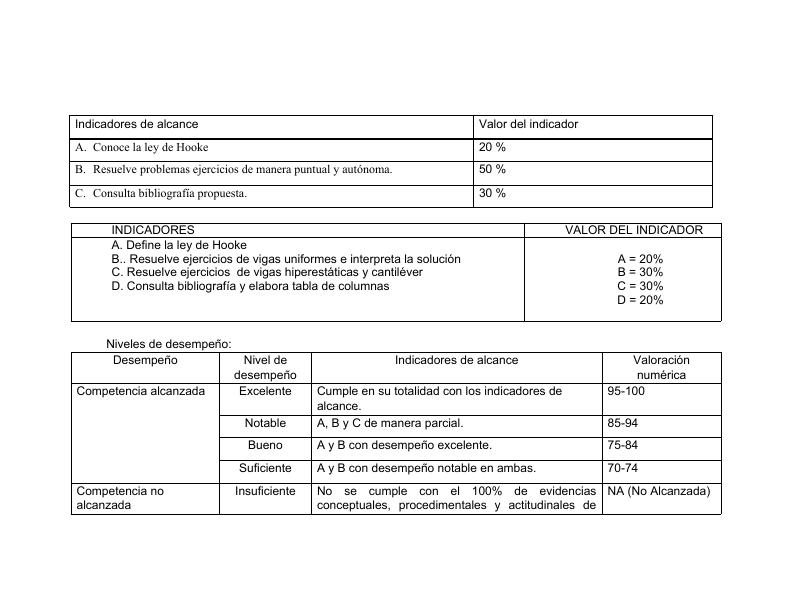 Indicadores de alcance Valor del indicador
A. Conoce la ley de Hooke 20 %
B. Resuelve problemas ejercicios de manera puntual y autónoma. 50 %
C. Consulta bibliografía propuesta. 30 %
INDICADORES VALOR DEL INDICADOR
A. Define la ley de Hooke
B.. Resuelve ejercicios de vigas uniformes e interpreta la solución A = 20%
C. Resuelve ejercicios de vigas hiperestáticas y cantiléver B = 30%
D. Consulta bibliografía y elabora tabla de columnas C = 30%
D = 20%
Niveles de desempeño:
Desempeño Nivel de Indicadores de alcance Valoración
desempeño numérica
Competencia alcanzada Excelente Cumple en su totalidad con los indicadores de 95-100
alcance.
Notable A, B y C de manera parcial. 85-94
Bueno A y B con desempeño excelente. 75-84
Suficiente A y B con desempeño notable en ambas. 70-74
Competencia no Insuficiente No se cumple con el 100% de evidencias NA (No Alcanzada)
alcanzada conceptuales, procedimentales y actitudinales de